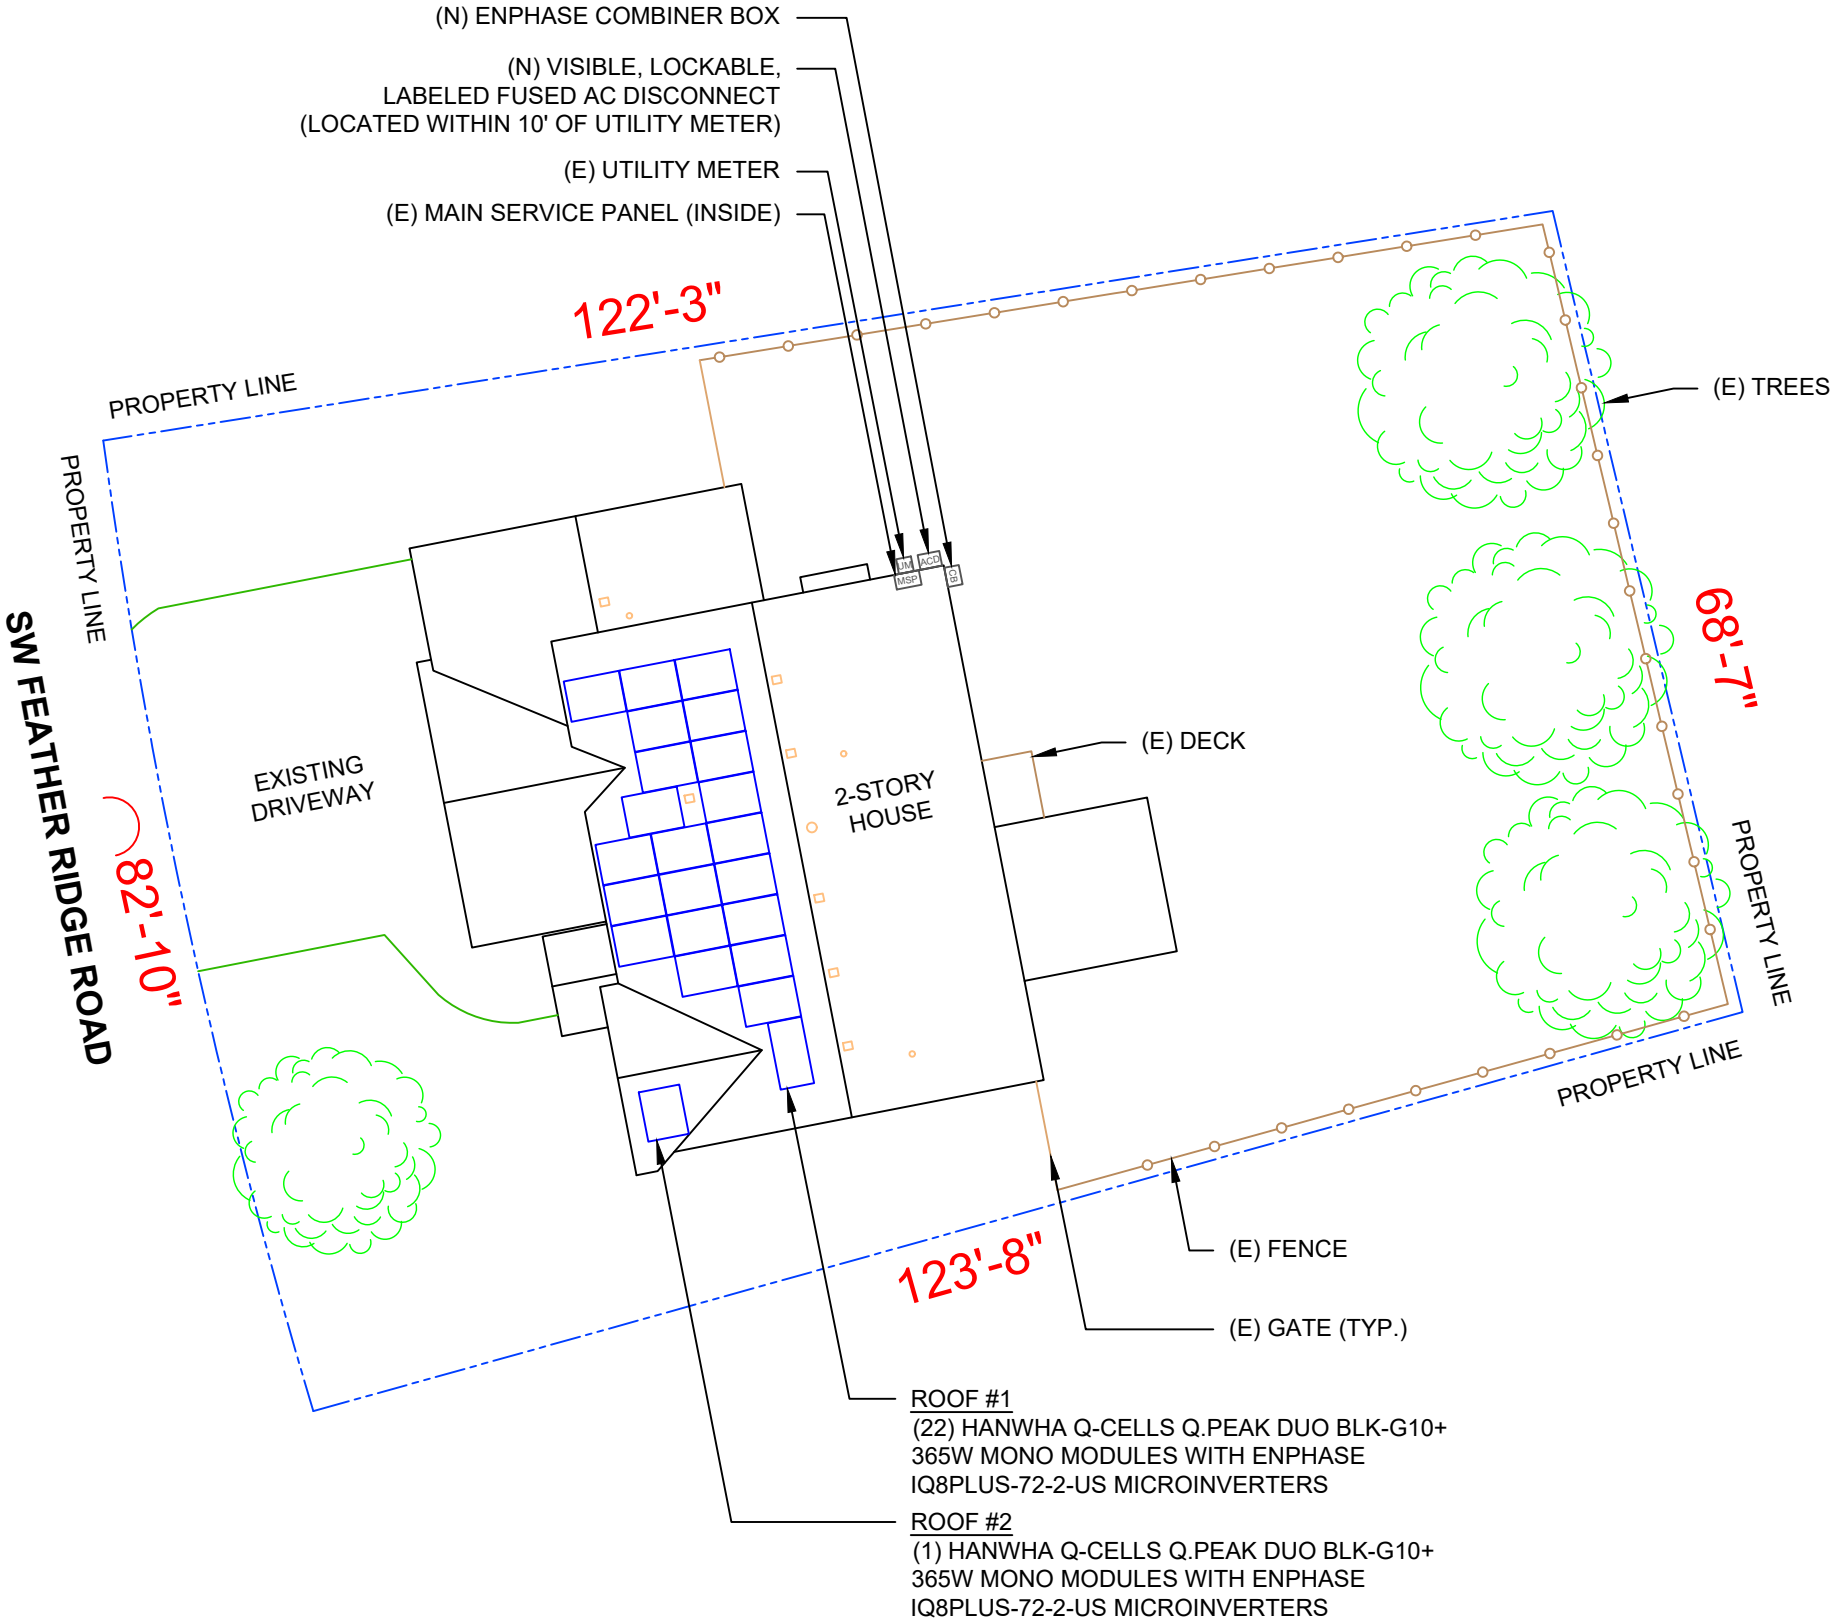 (N) ENPHASE COMBINER BOX
(N) VISIBLE, LOCKABLE,
LABELED FUSED AC DISCONNECT
(LOCATED WITHIN 10' OF UTILITY METER)
(E) UTILITY METER
(E) MAIN SERVICE PANEL (INSIDE)
122'-3"
PROPERTY LINE
PROPERTY LINE
(E) TREES
UM
ACD
MSP
CB
68'-7"
SW FEATHER RIDGE ROAD
(E) DECK
EXISTING
DRIVEWAY
2-STORY
HOUSE
82'-10"
PROPERTY LINE
PROPERTY LINE
123'-8"
(E) FENCE
(E) GATE (TYP.)
ROOF #1
(22) HANWHA Q-CELLS Q.PEAK DUO BLK-G10+
365W MONO MODULES WITH ENPHASE
IQ8PLUS-72-2-US MICROINVERTERS
ROOF #2
(1) HANWHA Q-CELLS Q.PEAK DUO BLK-G10+
365W MONO MODULES WITH ENPHASE
IQ8PLUS-72-2-US MICROINVERTERS